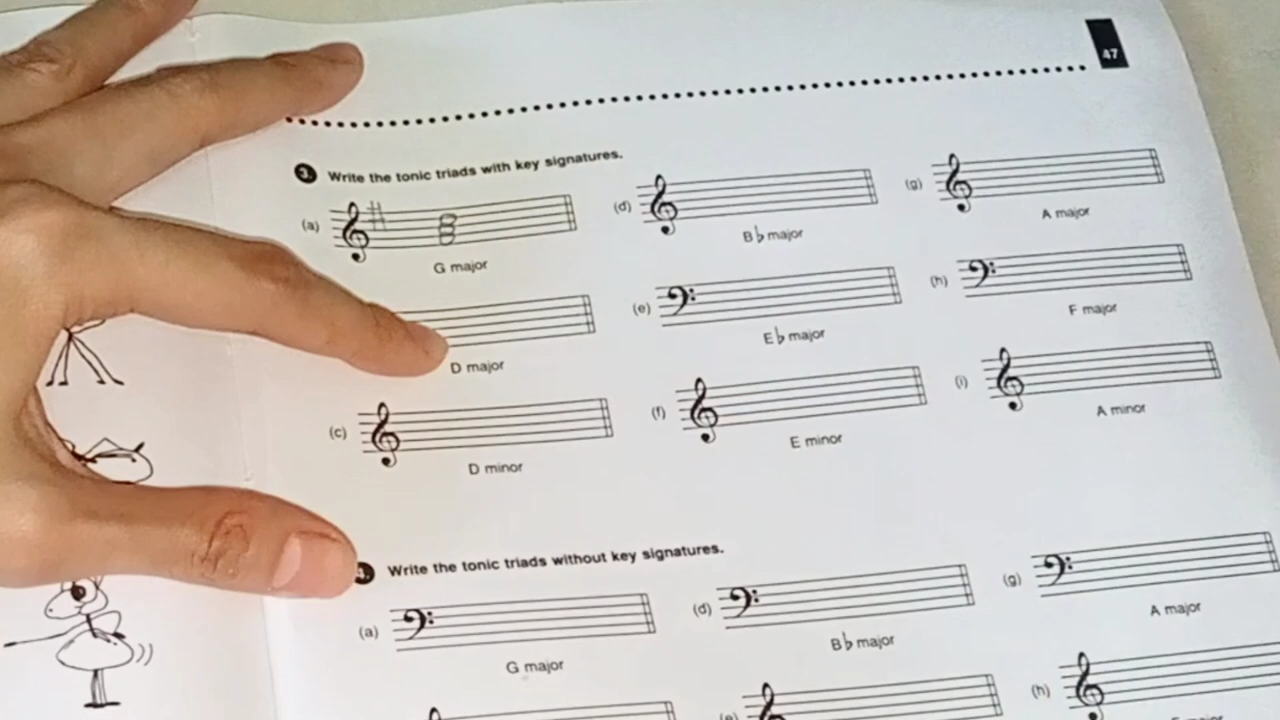 47
3. Write the tonic triads with key signatures.
(a) G major
D major
(c) D minor
(d) B♭ major
(e) E♭ major
(f) E minor
(g) A major
(h) F major
(i) A minor
Write the tonic triads without key signatures.
(a) G major
(d) B♭ major
(g) A major
(h)